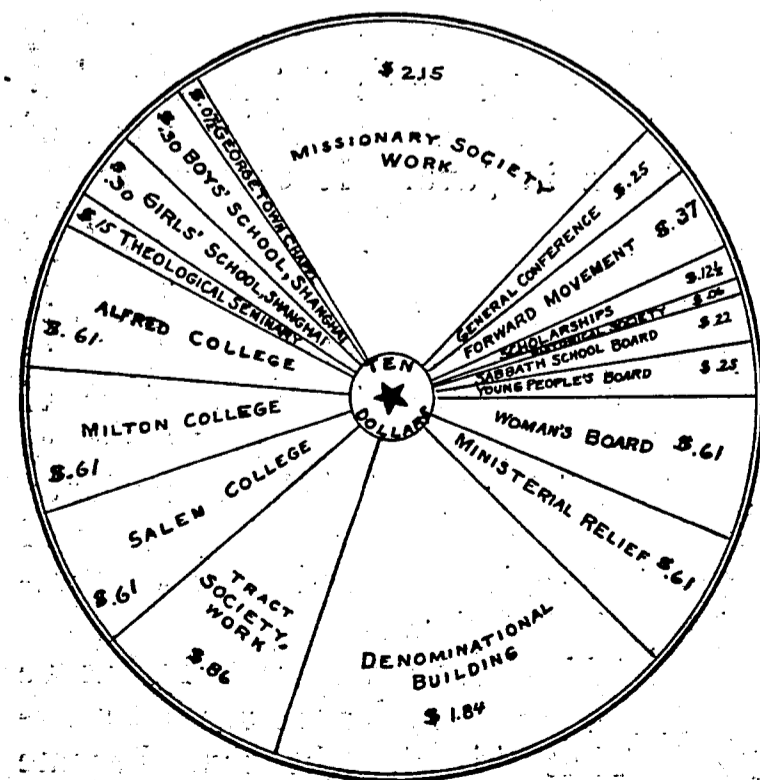 $ 2.15
MISSIONARY SOCIETY
WORK
GENERAL CONFERENCE $.25
FORWARD MOVEMENT $.37
SCHOLARSHIPS $.12½
HISTORICAL SOCIETY $.06
SABBATH SCHOOL BOARD $.22
YOUNG PEOPLE'S BOARD $.25
WOMAN'S BOARD $.61
MINISTERIAL RELIEF $.61
DENOMINATIONAL
BUILDING
$ 1.84
TRACT
SOCIETY
WORK
$.86
SALEM COLLEGE
$.61
MILTON COLLEGE
$.61
ALFRED COLLEGE
$.61
$.15 THEOLOGICAL SEMINARY
$.30 GIRLS' SCHOOL, SHANGHAI
$.30 BOYS' SCHOOL, SHAINGHAI
GEORGETOWN CHAPEL
TEN
DOLLARS